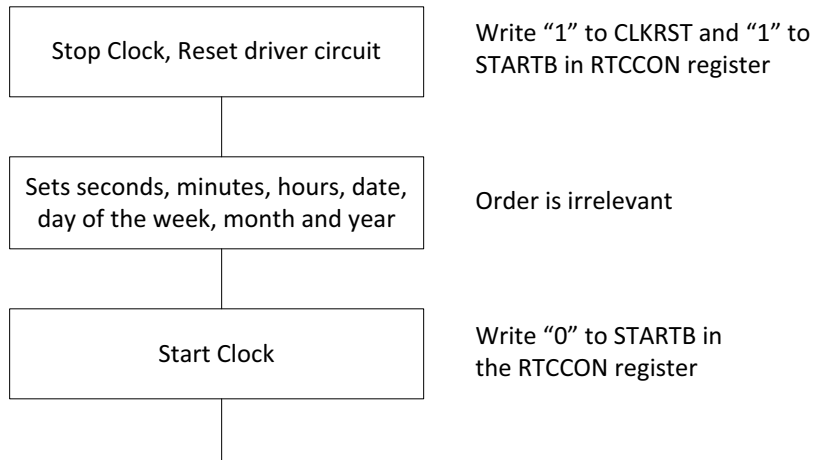 Stop Clock, Reset driver circuit
Write “1” to CLKRST and “1” to
STARTB in RTCCON register
Sets seconds, minutes, hours, date,
day of the week, month and year
Order is irrelevant
Start Clock
Write “0” to STARTB in
the RTCCON register